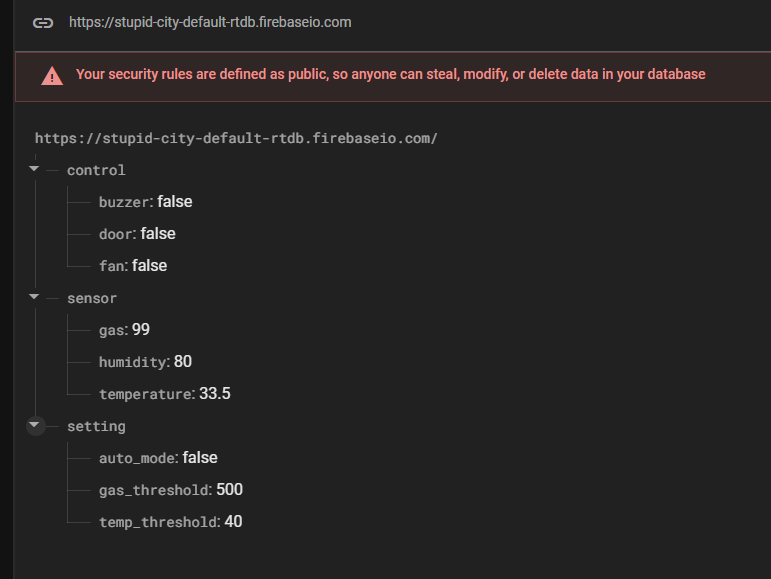 https://stupid-city-default-rtdb.firebaseio.com
Your security rules are defined as public, so anyone can steal, modify, or delete data in your database
https://stupid-city-default-rtdb.firebaseio.com/
control
buzzer: false
door: false
fan: false
sensor
gas: 99
humidity: 80
temperature: 33.5
setting
auto_mode: false
gas_threshold: 500
temp_threshold: 40